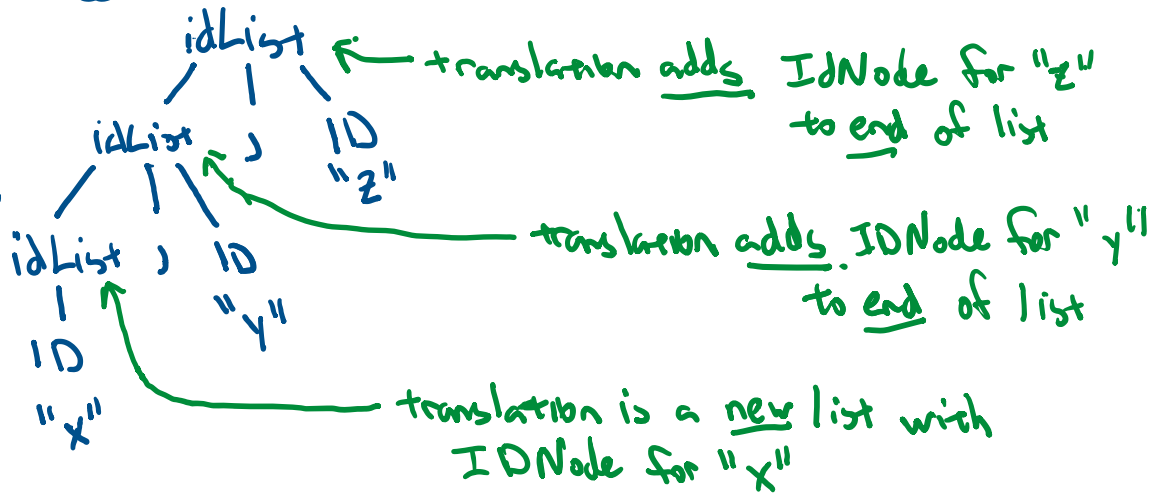 idList
translation adds IdNode for "z"
to end of list
idList , ID
"z"
translation adds IDNode for "y"
to end of list
idList , ID
"y"
ID
"x"
translation is a new list with
IDNode for "x"